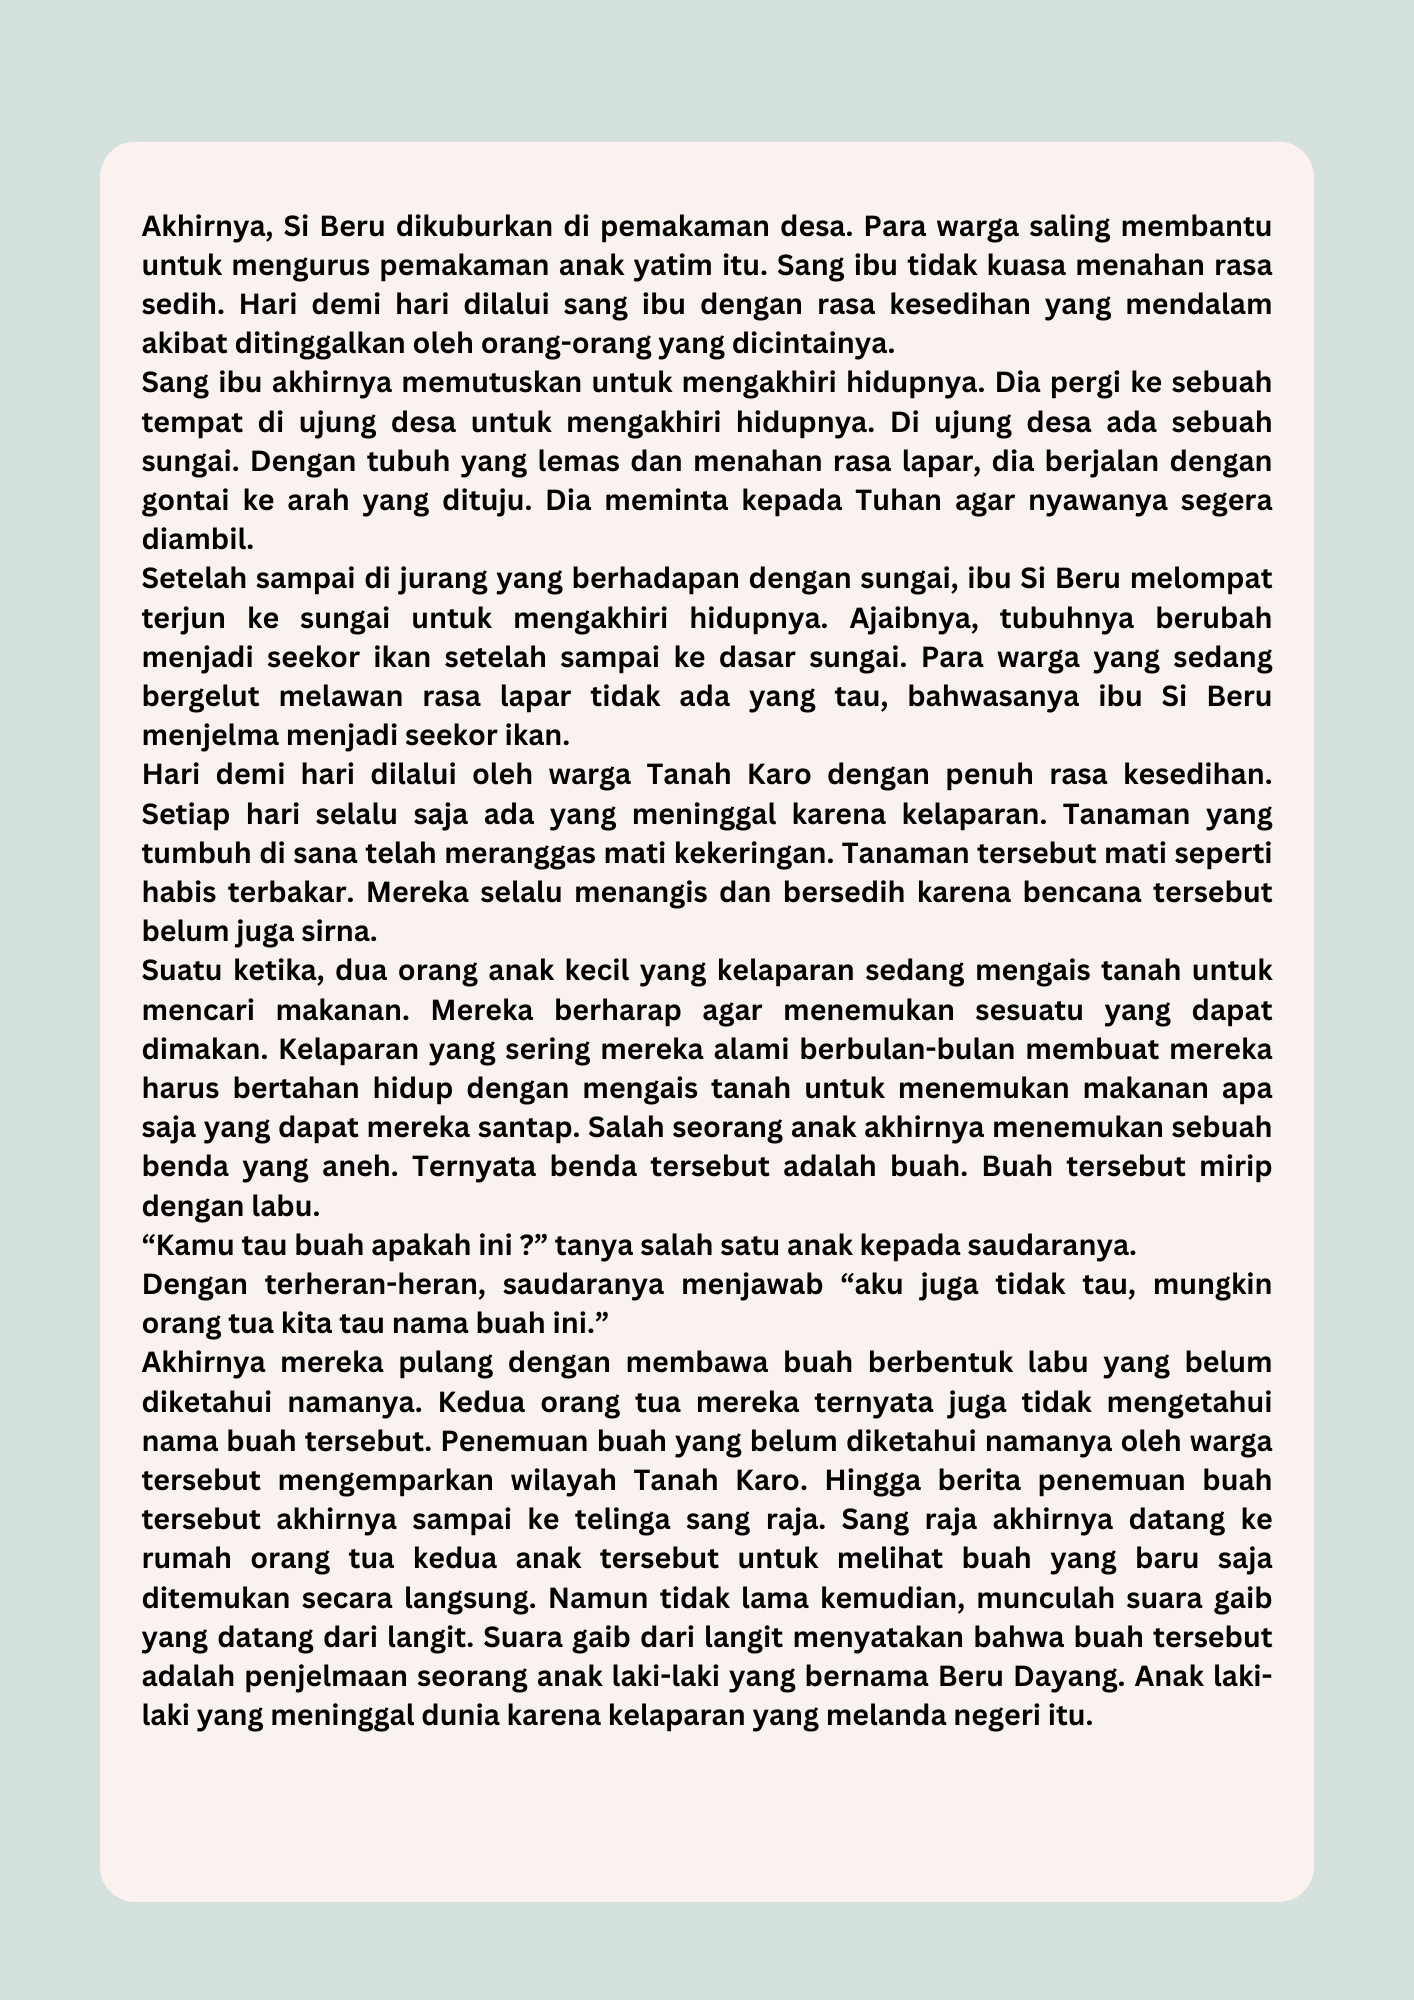 Akhirnya, Si Beru dikuburkan di pemakaman desa. Para warga saling membantu
untuk mengurus pemakaman anak yatim itu. Sang ibu tidak kuasa menahan rasa
sedih. Hari demi hari dilalui sang ibu dengan rasa kesedihan yang mendalam
akibat ditinggalkan oleh orang-orang yang dicintainya.
Sang ibu akhirnya memutuskan untuk mengakhiri hidupnya. Dia pergi ke sebuah
tempat di ujung desa untuk mengakhiri hidupnya. Di ujung desa ada sebuah
sungai. Dengan tubuh yang lemas dan menahan rasa lapar, dia berjalan dengan
gontai ke arah yang dituju. Dia meminta kepada Tuhan agar nyawanya segera
diambil.
Setelah sampai di jurang yang berhadapan dengan sungai, ibu Si Beru melompat
terjun ke sungai untuk mengakhiri hidupnya. Ajaibnya, tubuhnya berubah
menjadi seekor ikan setelah sampai ke dasar sungai. Para warga yang sedang
bergelut melawan rasa lapar tidak ada yang tau, bahwasanya ibu Si Beru
menjelma menjadi seekor ikan.
Hari demi hari dilalui oleh warga Tanah Karo dengan penuh rasa kesedihan.
Setiap hari selalu saja ada yang meninggal karena kelaparan. Tanaman yang
tumbuh di sana telah meranggas mati kekeringan. Tanaman tersebut mati seperti
habis terbakar. Mereka selalu menangis dan bersedih karena bencana tersebut
belum juga sirna.
Suatu ketika, dua orang anak kecil yang kelaparan sedang mengais tanah untuk
mencari makanan. Mereka berharap agar menemukan sesuatu yang dapat
dimakan. Kelaparan yang sering mereka alami berbulan-bulan membuat mereka
harus bertahan hidup dengan mengais tanah untuk menemukan makanan apa
saja yang dapat mereka santap. Salah seorang anak akhirnya menemukan sebuah
benda yang aneh. Ternyata benda tersebut adalah buah. Buah tersebut mirip
dengan labu.
“Kamu tau buah apakah ini ?” tanya salah satu anak kepada saudaranya.
Dengan terheran-heran, saudaranya menjawab “aku juga tidak tau, mungkin
orang tua kita tau nama buah ini.”
Akhirnya mereka pulang dengan membawa buah berbentuk labu yang belum
diketahui namanya. Kedua orang tua mereka ternyata juga tidak mengetahui
nama buah tersebut. Penemuan buah yang belum diketahui namanya oleh warga
tersebut mengemparkan wilayah Tanah Karo. Hingga berita penemuan buah
tersebut akhirnya sampai ke telinga sang raja. Sang raja akhirnya datang ke
rumah orang tua kedua anak tersebut untuk melihat buah yang baru saja
ditemukan secara langsung. Namun tidak lama kemudian, munculah suara gaib
yang datang dari langit. Suara gaib dari langit menyatakan bahwa buah tersebut
adalah penjelmaan seorang anak laki-laki yang bernama Beru Dayang. Anak laki-
laki yang meninggal dunia karena kelaparan yang melanda negeri itu.